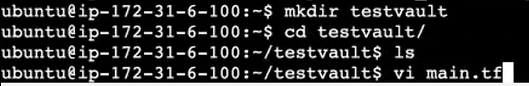 ubuntu@ip-172-31-6-100:~$ mkdir testvault
ubuntu@ip-172-31-6-100:~$ cd testvault/
ubuntu@ip-172-31-6-100:~/testvault$ ls
ubuntu@ip-172-31-6-100:~/testvault$ vi main.tf